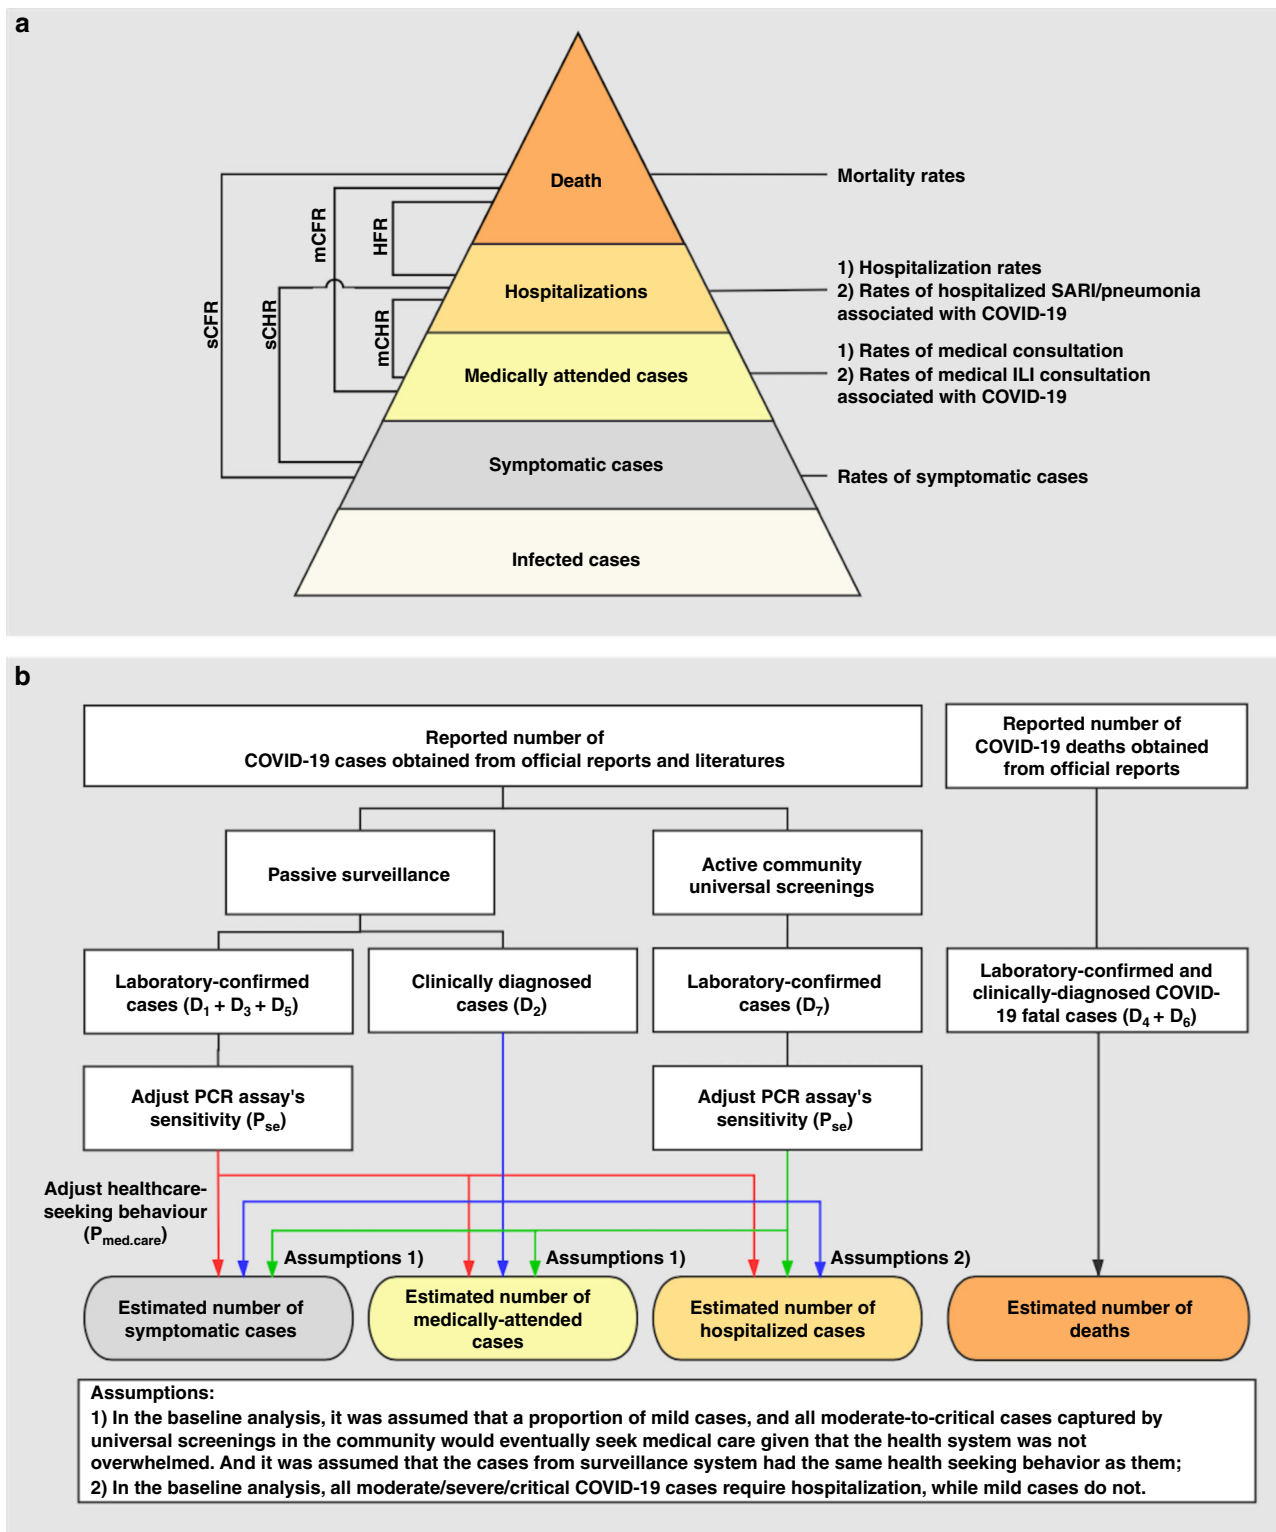 a
Death
Mortality rates
sCFR
sCHR
mCFR
HFR
mCHR
Hospitalizations
1) Hospitalization rates
2) Rates of hospitalized SARI/pneumonia
associated with COVID-19
Medically attended cases
1) Rates of medical consultation
2) Rates of medical ILI consultation
associated with COVID-19
Symptomatic cases
Rates of symptomatic cases
Infected cases
b
Reported number of
COVID-19 cases obtained from official reports and literatures
Reported number of
COVID-19 deaths obtained
from official reports
Passive surveillance
Active community
universal screenings
Laboratory-confirmed
cases (D1 + D3 + D5)
Clinically diagnosed
cases (D2)
Laboratory-confirmed
cases (D7)
Laboratory-confirmed and
clinically-diagnosed COVID-
19 fatal cases (D4 + D6)
Adjust PCR assay's
sensitivity (Pse)
Adjust PCR assay's
sensitivity (Pse)
Adjust healthcare-
seeking behaviour
(Pmed.care)
Assumptions 1)
Assumptions 1)
Assumptions 2)
Estimated number of
symptomatic cases
Estimated number of
medically-attended
cases
Estimated number of
hospitalized cases
Estimated number of
deaths
Assumptions:
1) In the baseline analysis, it was assumed that a proportion of mild cases, and all moderate-to-critical cases captured by
universal screenings in the community would eventually seek medical care given that the health system was not
overwhelmed. And it was assumed that the cases from surveillance system had the same health seeking behavior as them;
2) In the baseline analysis, all moderate/severe/critical COVID-19 cases require hospitalization, while mild cases do not.